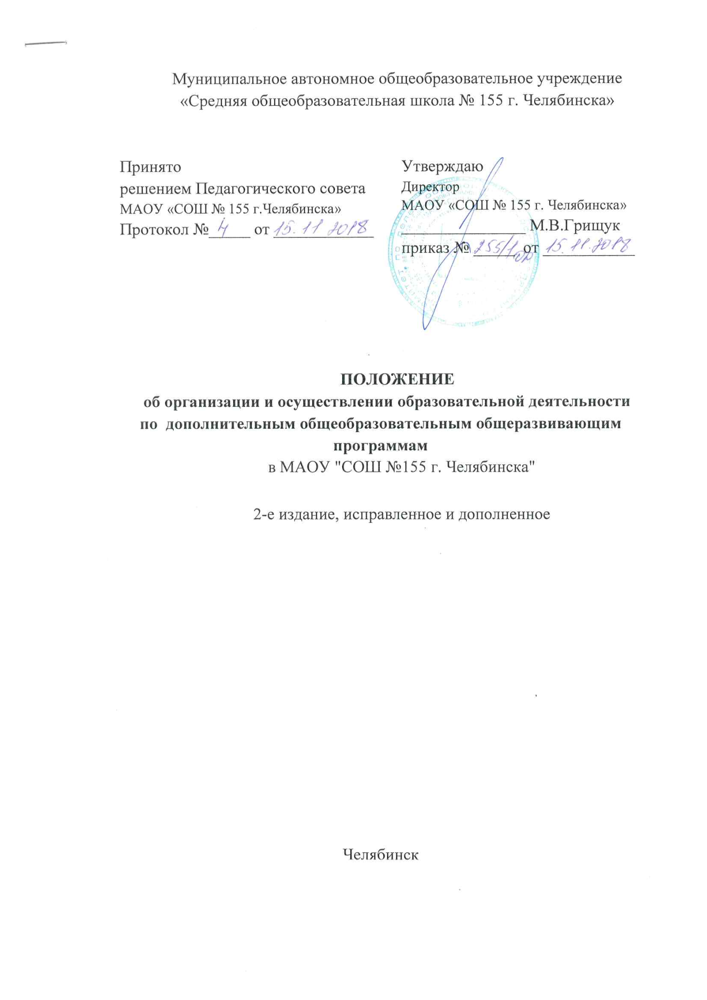 Муниципальное автономное общеобразовательное учреждение
«Средняя общеобразовательная школа № 155 г. Челябинска»
Принято
решением Педагогического совета
МАОУ «СОШ № 155 г.Челябинска»
Протокол № 4 от 15.11 2018
Утверждаю
Директор
МАОУ «СОШ № 155 г. Челябинска»
М.В.Грищук
приказ № 255/1 от 15.11.2018
ПОЛОЖЕНИЕ
об организации и осуществлении образовательной деятельности
по дополнительным общеобразовательным общеразвивающим
программам
в МАОУ "СОШ №155 г. Челябинска"
2-е издание, исправленное и дополненное
Челябинск